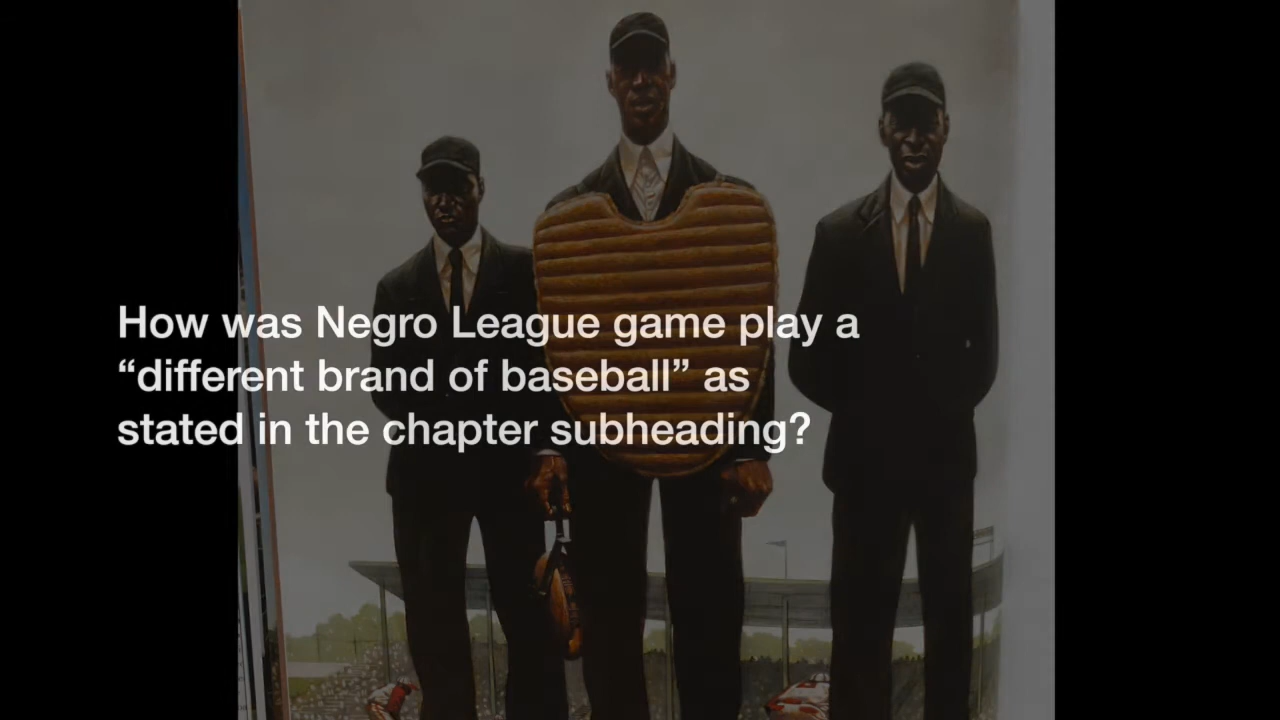 How was Negro League game play a
“different brand of baseball” as
stated in the chapter subheading?